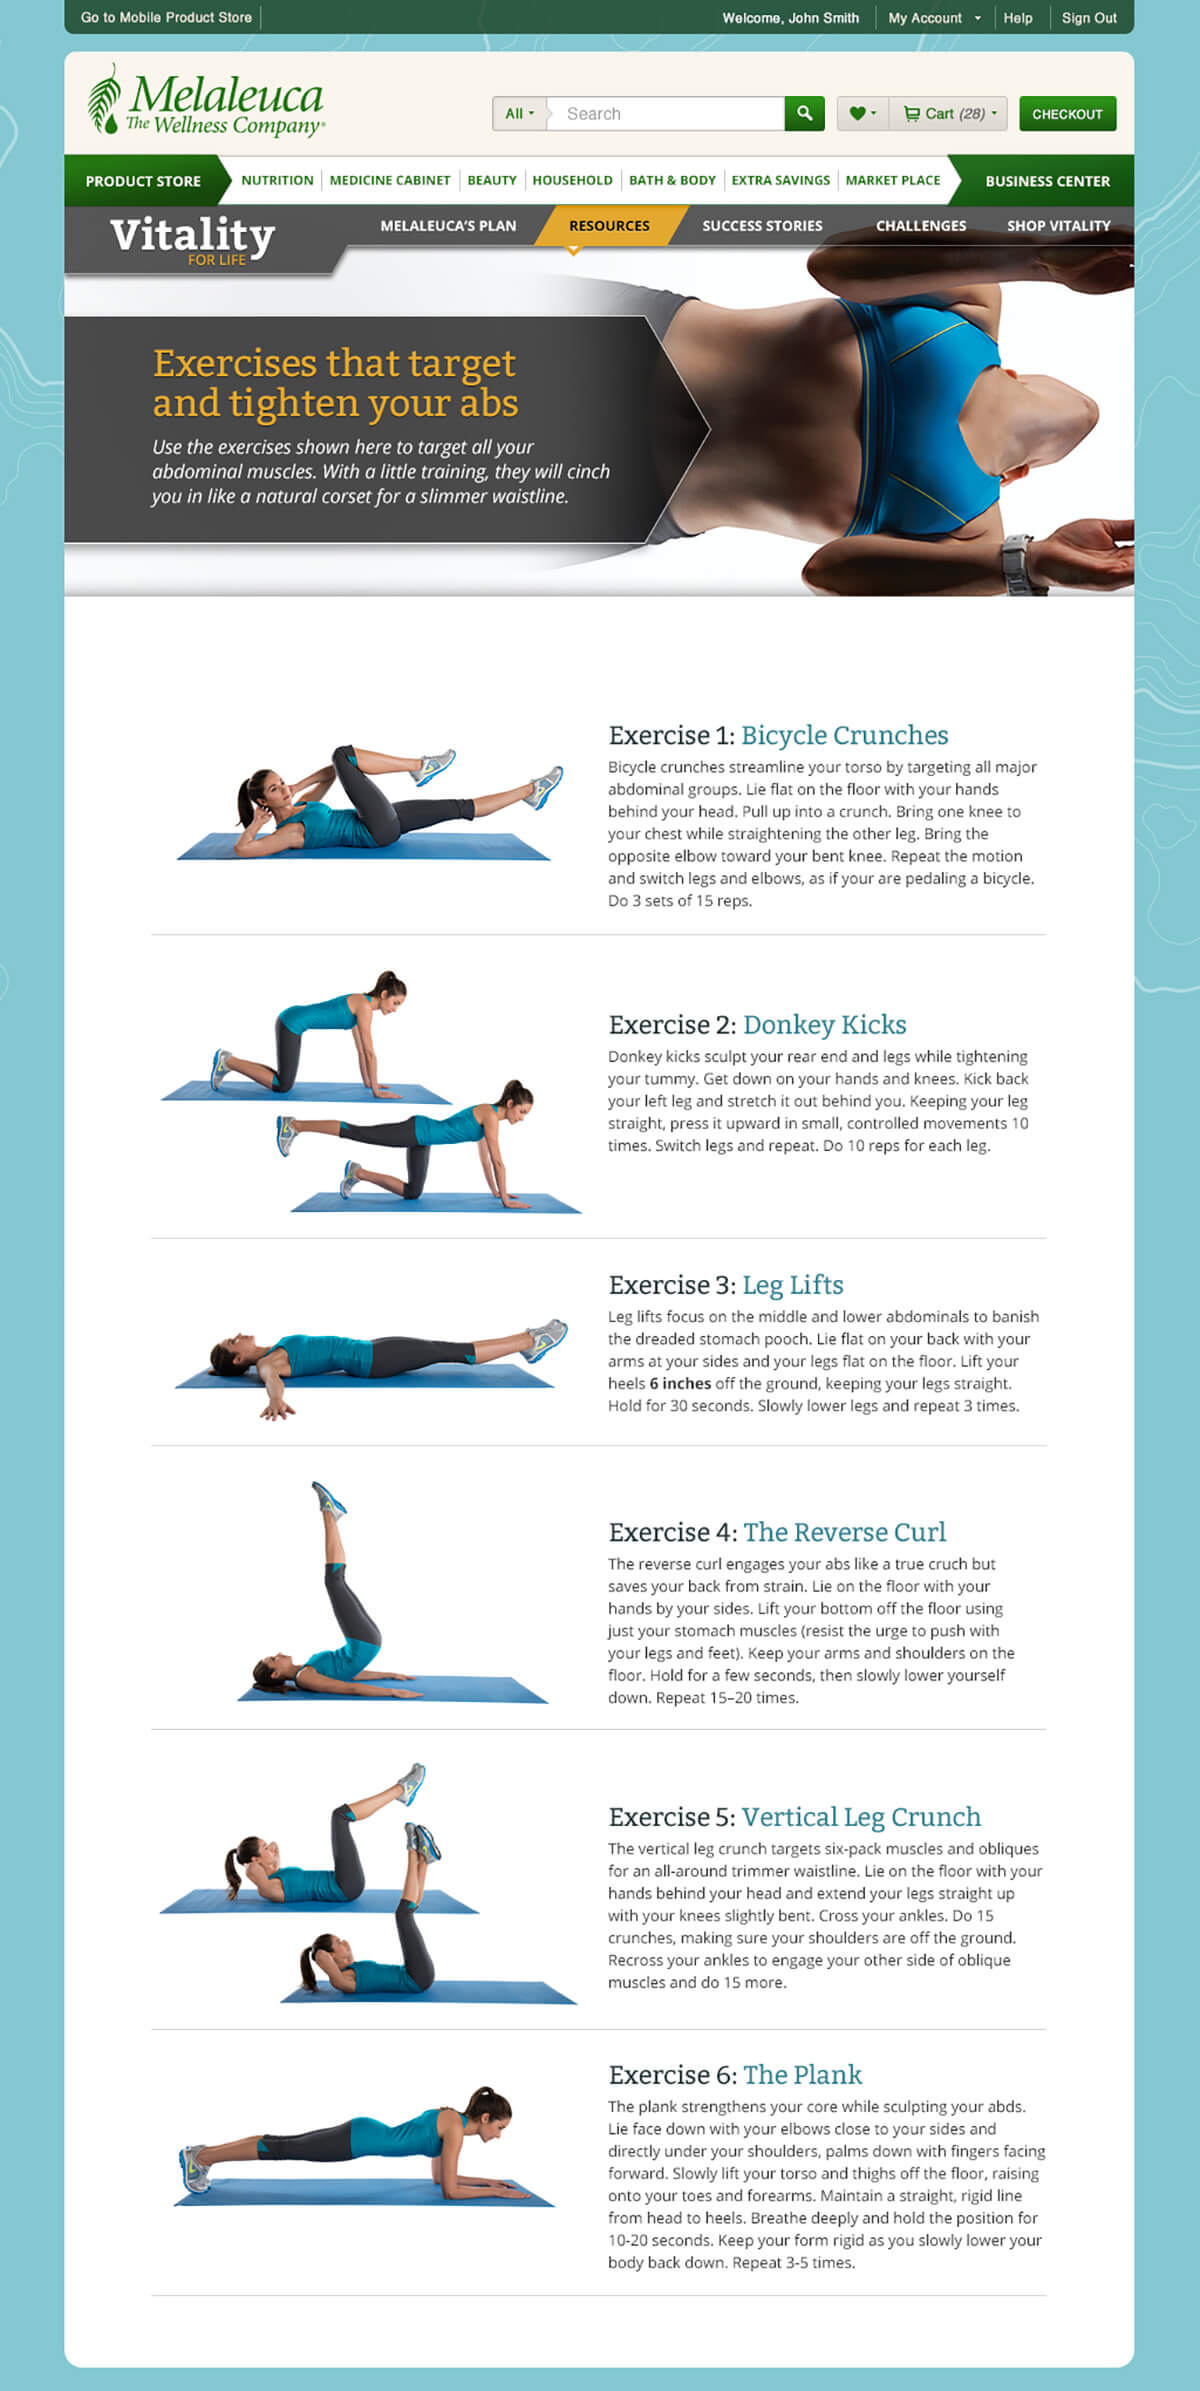 Go to Mobile Product Store
Welcome, John Smith
My Account
Help
Sign Out
Melaleuca
The Wellness Company®
All
Search
Cart (28)
CHECKOUT
PRODUCT STORE
NUTRITION
MEDICINE CABINET
BEAUTY
HOUSEHOLD
BATH & BODY
EXTRA SAVINGS
MARKET PLACE
BUSINESS CENTER
Vitality
FOR LIFE
MELALEUCA'S PLAN
RESOURCES
SUCCESS STORIES
CHALLENGES
SHOP VITALITY
Exercises that target
and tighten your abs
Use the exercises shown here to target all your
abdominal muscles. With a little training, they will cinch
you in like a natural corset for a slimmer waistline.
Exercise 1: Bicycle Crunches
Bicycle crunches streamline your torso by targeting all major
abdominal groups. Lie flat on the floor with your hands
behind your head. Pull up into a crunch. Bring one knee to
your chest while straightening the other leg. Bring the
opposite elbow toward your bent knee. Repeat the motion
and switch legs and elbows, as if your are pedaling a bicycle.
Do 3 sets of 15 reps.
Exercise 2: Donkey Kicks
Donkey kicks sculpt your rear end and legs while tightening
your tummy. Get down on your hands and knees. Kick back
your left leg and stretch it out behind you. Keeping your leg
straight, press it upward in small, controlled movements 10
times. Switch legs and repeat. Do 10 reps for each leg.
Exercise 3: Leg Lifts
Leg lifts focus on the middle and lower abdominals to banish
the dreaded stomach pooch. Lie flat on your back with your
arms at your sides and your legs flat on the floor. Lift your
heels 6 inches off the ground, keeping your legs straight.
Hold for 30 seconds. Slowly lower legs and repeat 3 times.
Exercise 4: The Reverse Curl
The reverse curl engages your abs like a true cruch but
saves your back from strain. Lie on the floor with your
hands by your sides. Lift your bottom off the floor using
just your stomach muscles (resist the urge to push with
your legs and feet). Keep your arms and shoulders on the
floor. Hold for a few seconds, then slowly lower yourself
down. Repeat 15–20 times.
Exercise 5: Vertical Leg Crunch
The vertical leg crunch targets six-pack muscles and obliques
for an all-around trimmer waistline. Lie on the floor with your
hands behind your head and extend your legs straight up
with your knees slightly bent. Cross your ankles. Do 15
crunches, making sure your shoulders are off the ground.
Recross your ankles to engage your other side of oblique
muscles and do 15 more.
Exercise 6: The Plank
The plank strengthens your core while sculpting your abds.
Lie face down with your elbows close to your sides and
directly under your shoulders, palms down with fingers facing
forward. Slowly lift your torso and thighs off the floor, raising
onto your toes and forearms. Maintain a straight, rigid line
from head to heels. Breathe deeply and hold the position for
10-20 seconds. Keep your form rigid as you slowly lower your
body back down. Repeat 3-5 times.